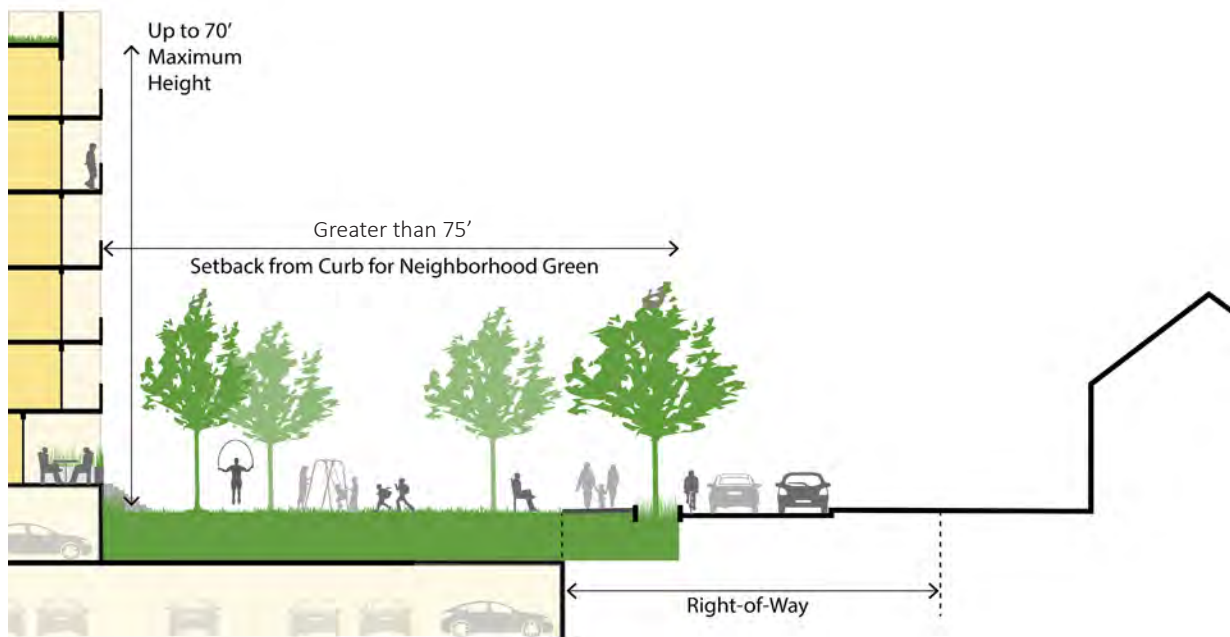 Up to 70’
Maximum
Height
Greater than 75’
Setback from Curb for Neighborhood Green
Right-of-Way